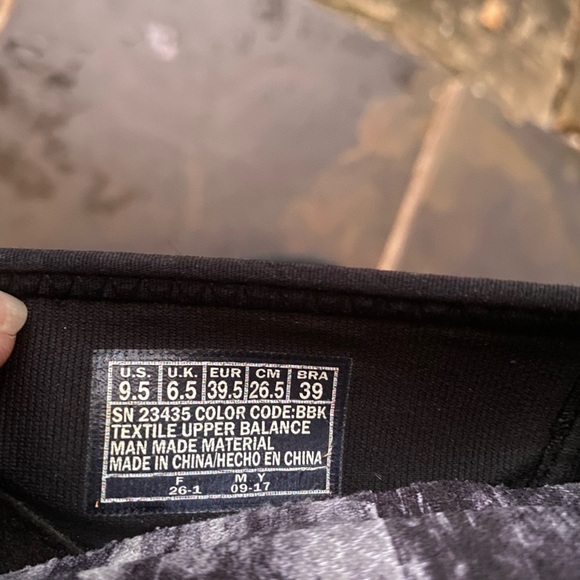 U.S. U.K. EUR CM BRA
9.5 6.5 39.5 26.5 39
SN 23435 COLOR CODE:BBK
TEXTILE UPPER BALANCE
MAN MADE MATERIAL
MADE IN CHINA/HECHO EN CHINA
F M Y
26-1 09-17